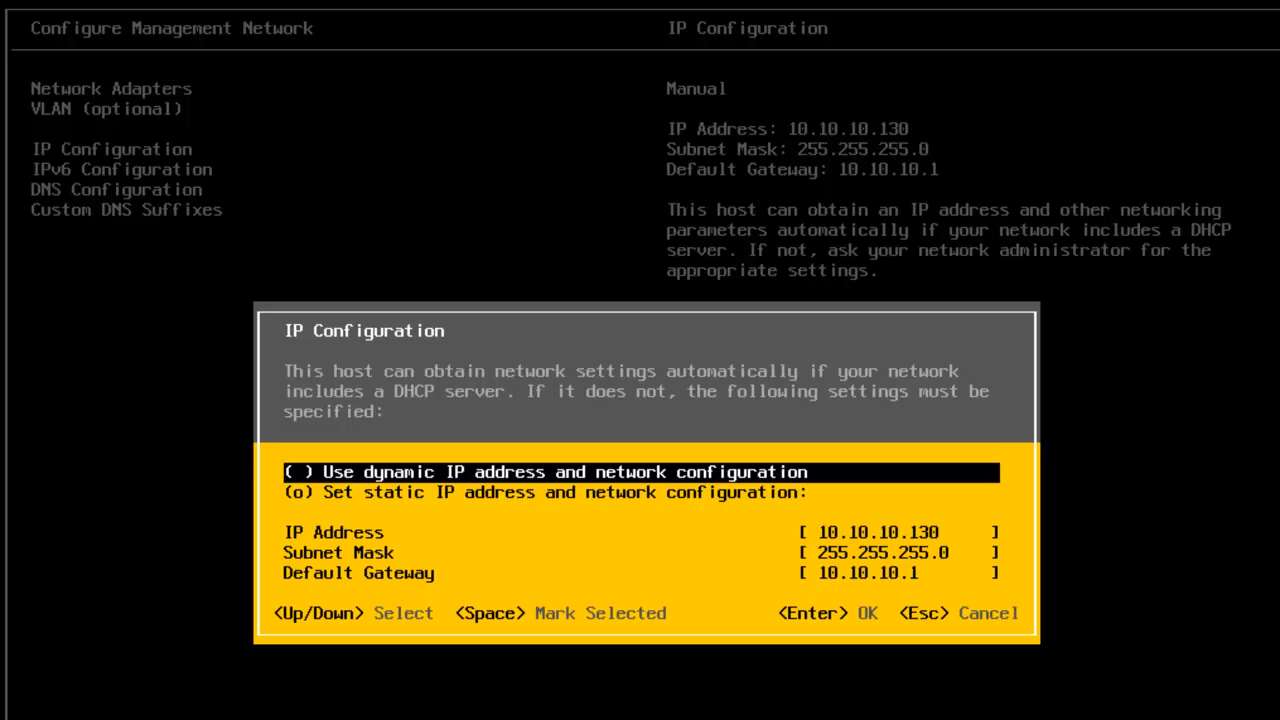 Configure Management Network
IP Configuration
Network Adapters
VLAN (optional)
IP Configuration
IPv6 Configuration
DNS Configuration
Custom DNS Suffixes
Manual
IP Address: 10.10.10.130
Subnet Mask: 255.255.255.0
Default Gateway: 10.10.10.1
This host can obtain an IP address and other networking
parameters automatically if your network includes a DHCP
server. If not, ask your network administrator for the
appropriate settings.
IP Configuration
This host can obtain network settings automatically if your network
includes a DHCP server. If it does not, the following settings must be
specified:
( ) Use dynamic IP address and network configuration
(o) Set static IP address and network configuration:
IP Address [ 10.10.10.130 ]
Subnet Mask [ 255.255.255.0 ]
Default Gateway [ 10.10.10.1 ]
<Up/Down> Select <Space> Mark Selected <Enter> OK <Esc> Cancel